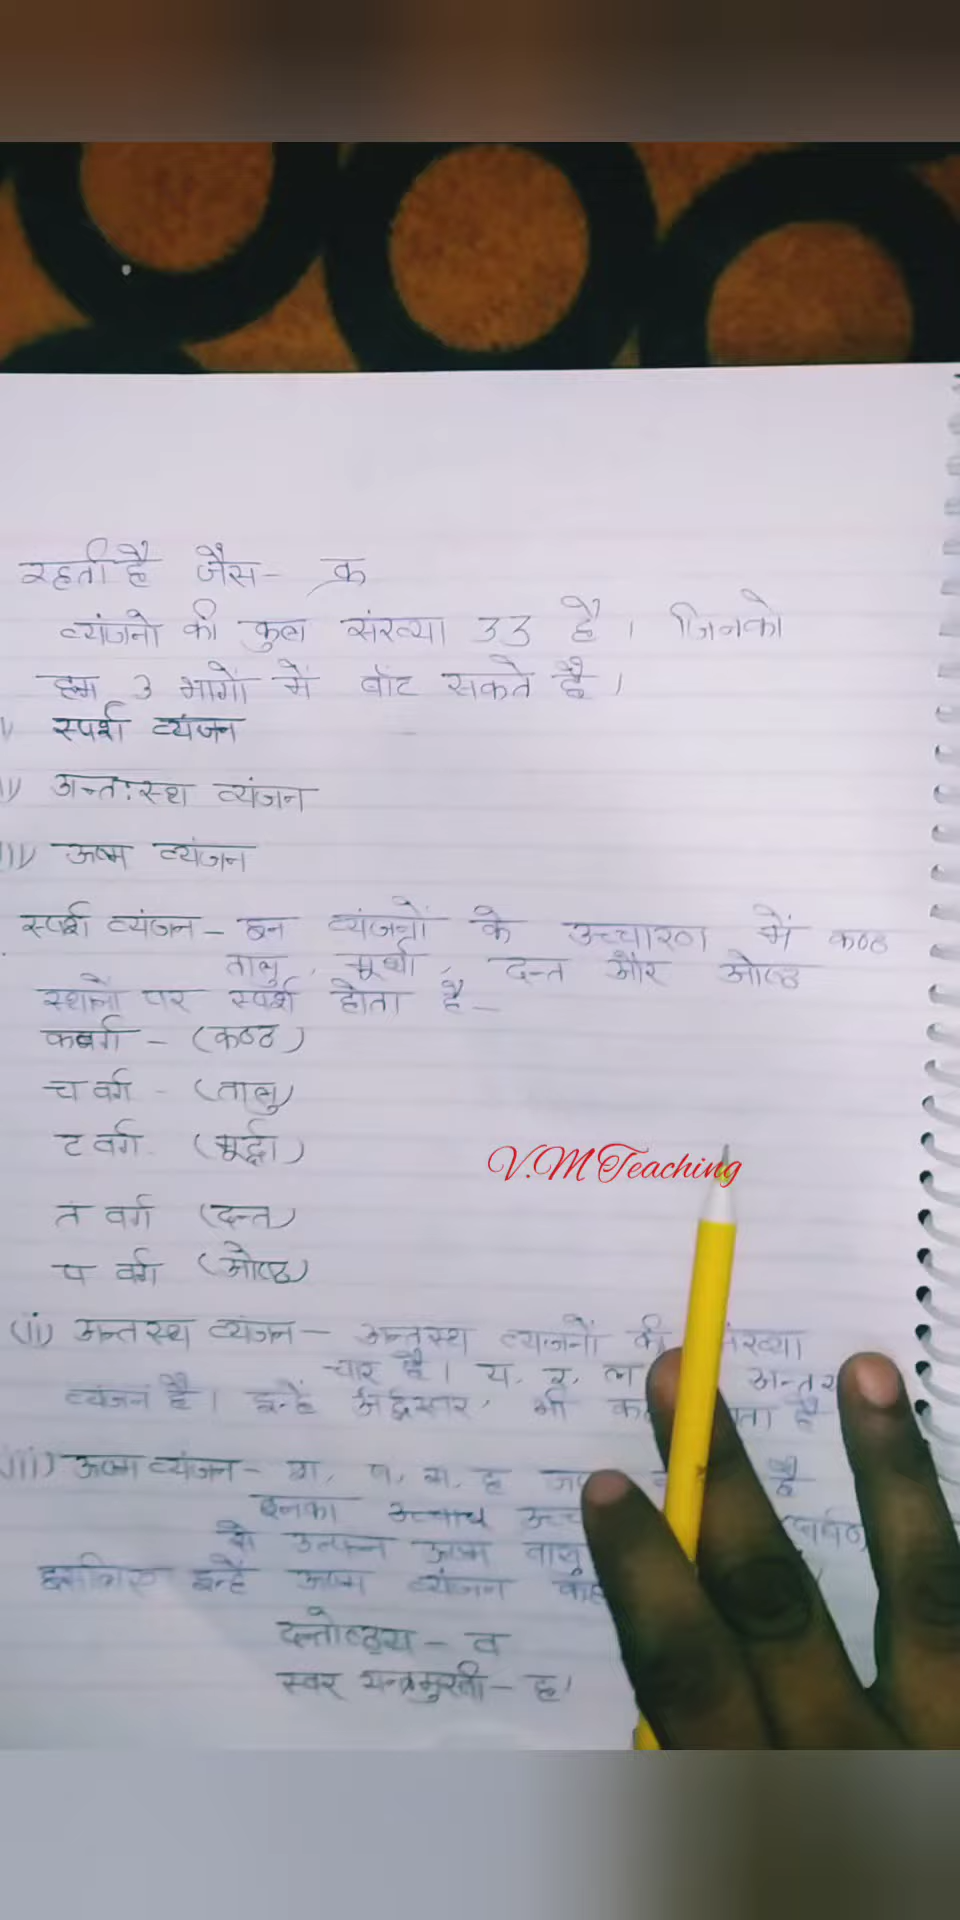 रहती है जैस- क्र
व्यंजनो की कुल संख्या 33 है। जिनको
हम 3 भागों में बॉट सकते है।
स्पर्श व्यंजन
अन्त:स्थ व्यंजन
ऊष्म व्यंजन
स्पर्श व्यंजन - इन व्यंजनों के उच्चारण में कण्ठ
तालु, मूर्धा, दन्त और ओष्ठ
स्थानों पर स्पर्श होता है -
कवर्ग - (कण्ठ)
च वर्ग - (तालु)
ट वर्ग. (मूर्द्धा)
V.M Teaching
त वर्ग (दन्त)
प वर्ग (ओष्ठ)
(ii) अन्तस्थ व्यंजन - अन्तस्थ व्यजनों की
चार है। य, र, ल
व्यंजन है। इन्हें अर्द्धस्वर, भी है
(iii) ऊष्म व्यंजन - श, ष, स, ह है
इनका
से उत्पन्न ऊष्म वायु
इसलिए इन्हें ऊष्म व्यंजन
दन्तोष्ठय - व
स्वर यन्त्रमुखी - ह।